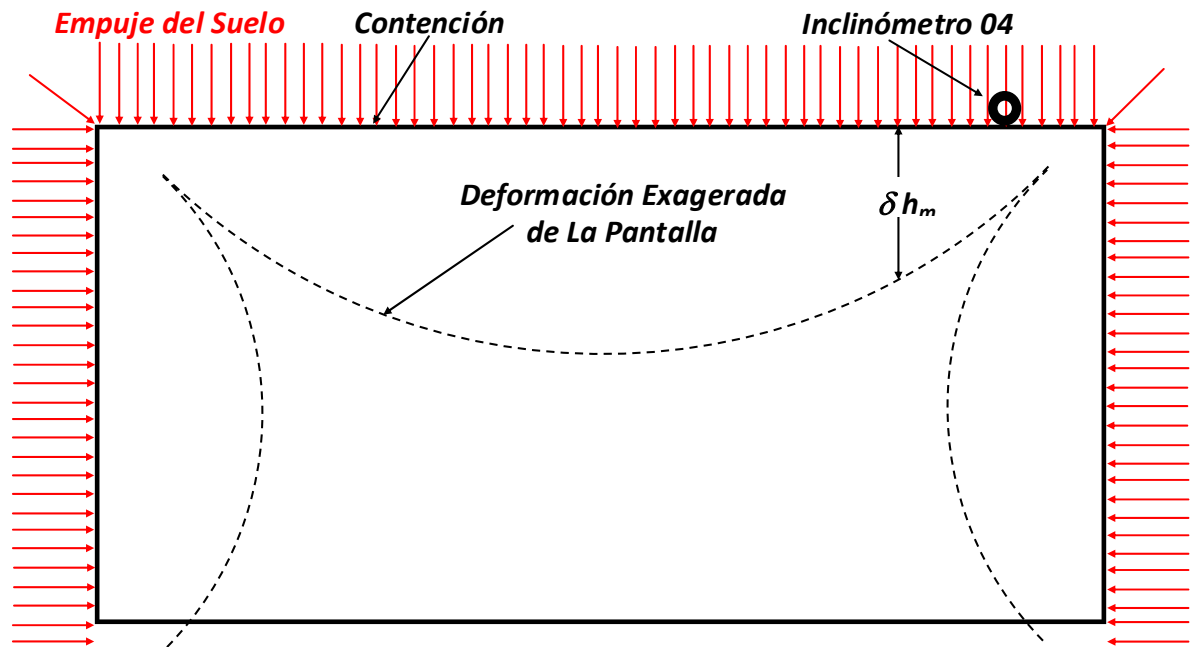 Empuje del Suelo
Contención
Inclinómetro 04
Deformación Exagerada
de La Pantalla
δ hm